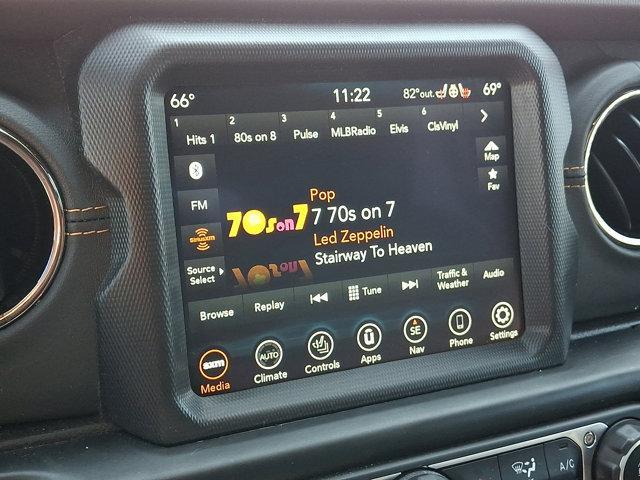 66° 11:22 82°out. 69°
1 2 3 4 5 6
Hits 1 80s on 8 Pulse MLBRadio Elvis ClsVinyl
Map
Fav
FM
SiriusXM
Source
Select
Pop
70s on 7 7 70s on 7
Led Zeppelin
Stairway To Heaven
Browse Replay Tune Traffic &
Weather Audio
sxm AUTO SE
Media Climate Controls Apps Nav Phone Settings
A/C